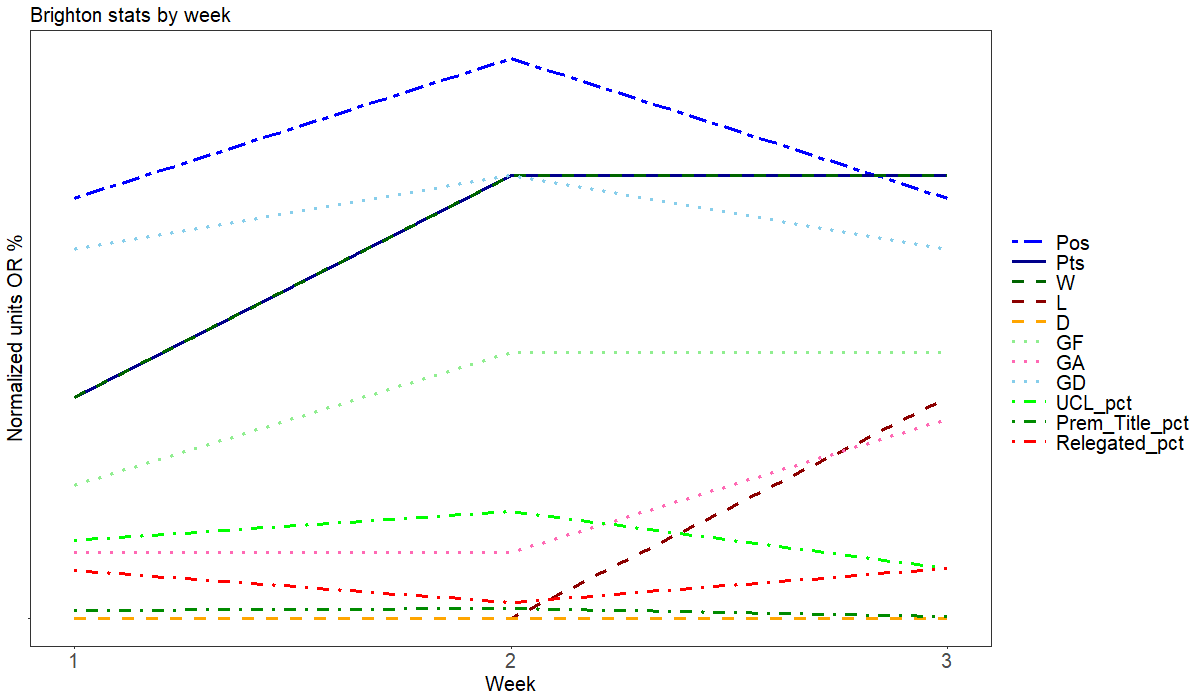 Brighton stats by week
Normalized units OR %
Pos
Pts
W
L
D
GF
GA
GD
UCL_pct
Prem_Title_pct
Relegated_pct
1 2 3
Week